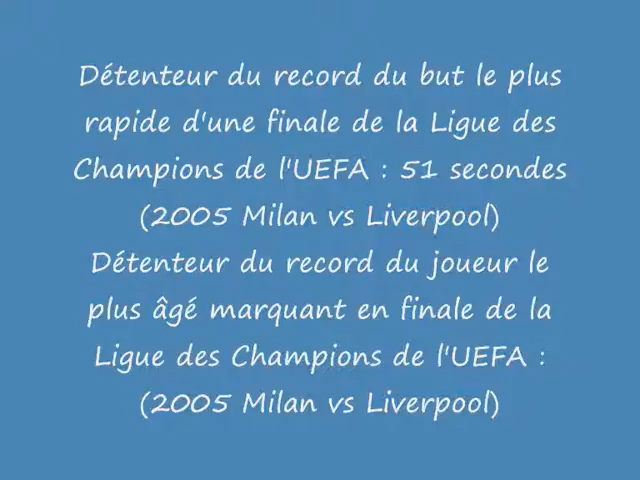 Détenteur du record du but le plus
rapide d'une finale de la Ligue des
Champions de l'UEFA : 51 secondes
(2005 Milan vs Liverpool)
Détenteur du record du joueur le
plus âgé marquant en finale de la
Ligue des Champions de l'UEFA :
(2005 Milan vs Liverpool)